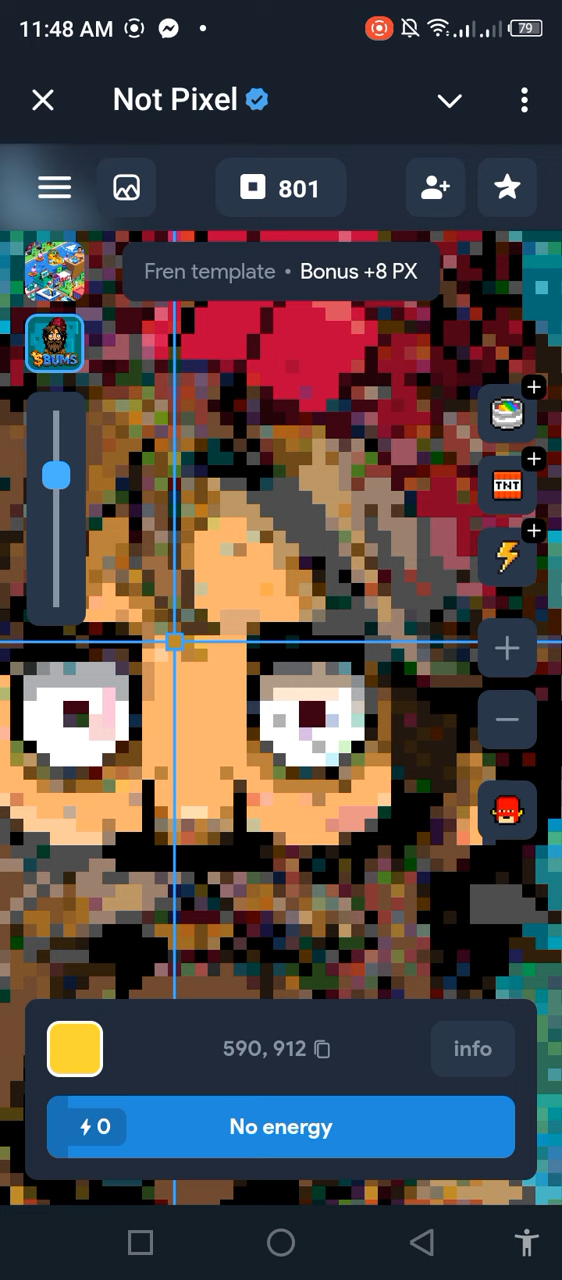 11:48 AM
79
Not Pixel
801
Fren template • Bonus +8 PX
$BUMS
TNT
590, 912
info
0
No energy